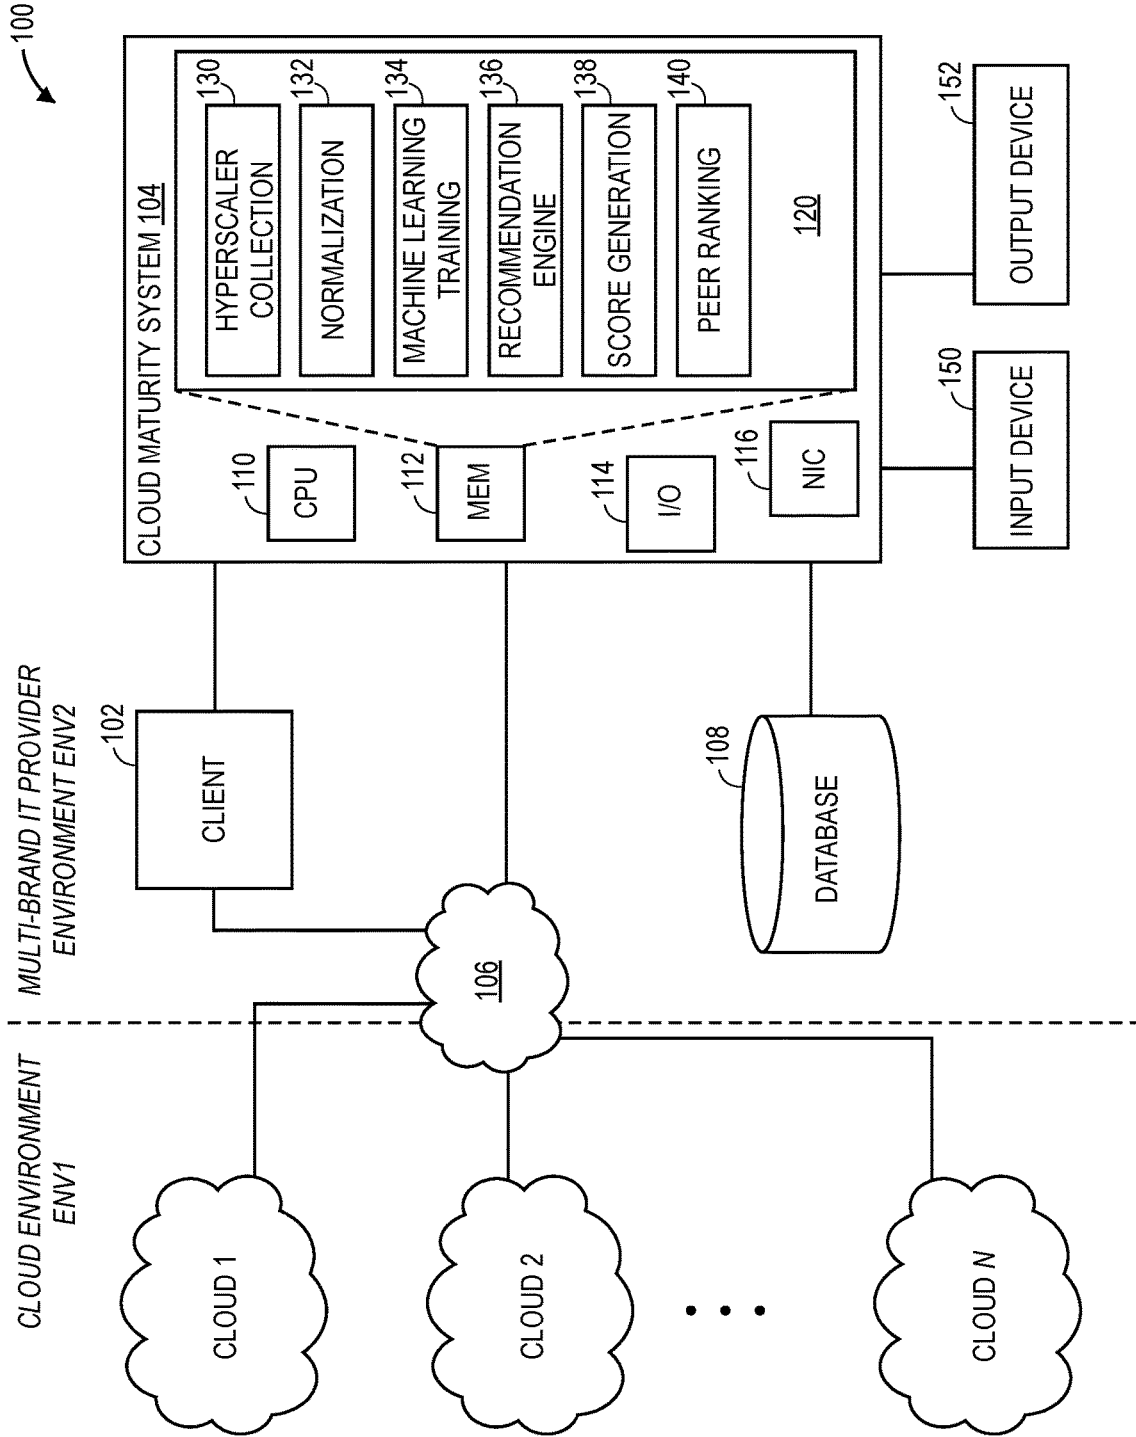 100
CLOUD ENVIRONMENT
ENV1
MULTI-BRAND IT PROVIDER
ENVIRONMENT ENV2
CLOUD 1
CLOUD 2
CLOUD N
106
102
CLIENT
108
DATABASE
CLOUD MATURITY SYSTEM 104
110
CPU
112
MEM
114
I/O
116
NIC
130
HYPERSCALER
COLLECTION
132
NORMALIZATION
134
MACHINE LEARNING
TRAINING
136
RECOMMENDATION
ENGINE
138
SCORE GENERATION
140
PEER RANKING
120
150
INPUT DEVICE
152
OUTPUT DEVICE